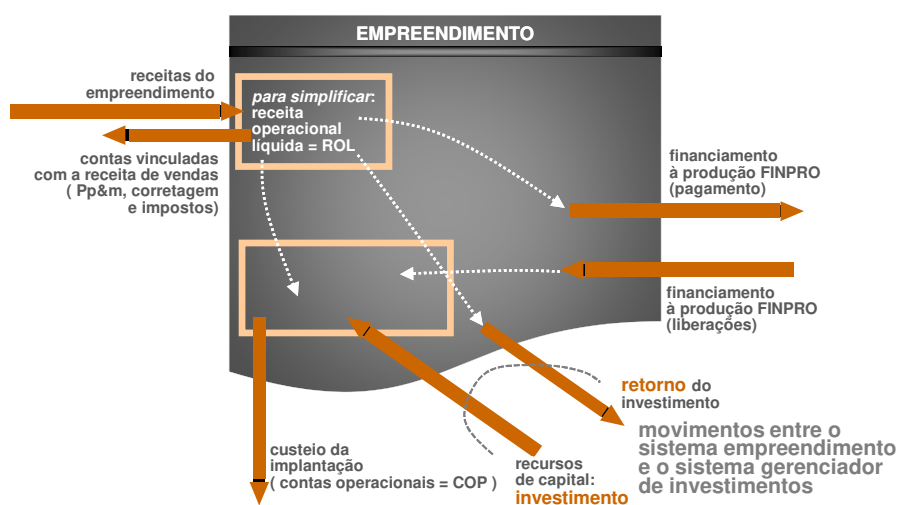 EMPREENDIMENTO
receitas do
empreendimento
para simplificar:
receita
operacional
líquida = ROL
contas vinculadas
com a receita de vendas
( Pp&m, corretagem
e impostos)
financiamento
à produção FINPRO
(pagamento)
financiamento
à produção FINPRO
(liberações)
retorno do
investimento
movimentos entre o
sistema empreendimento
e o sistema gerenciador
de investimentos
custeio da
implantação
( contas operacionais = COP )
recursos
de capital:
investimento